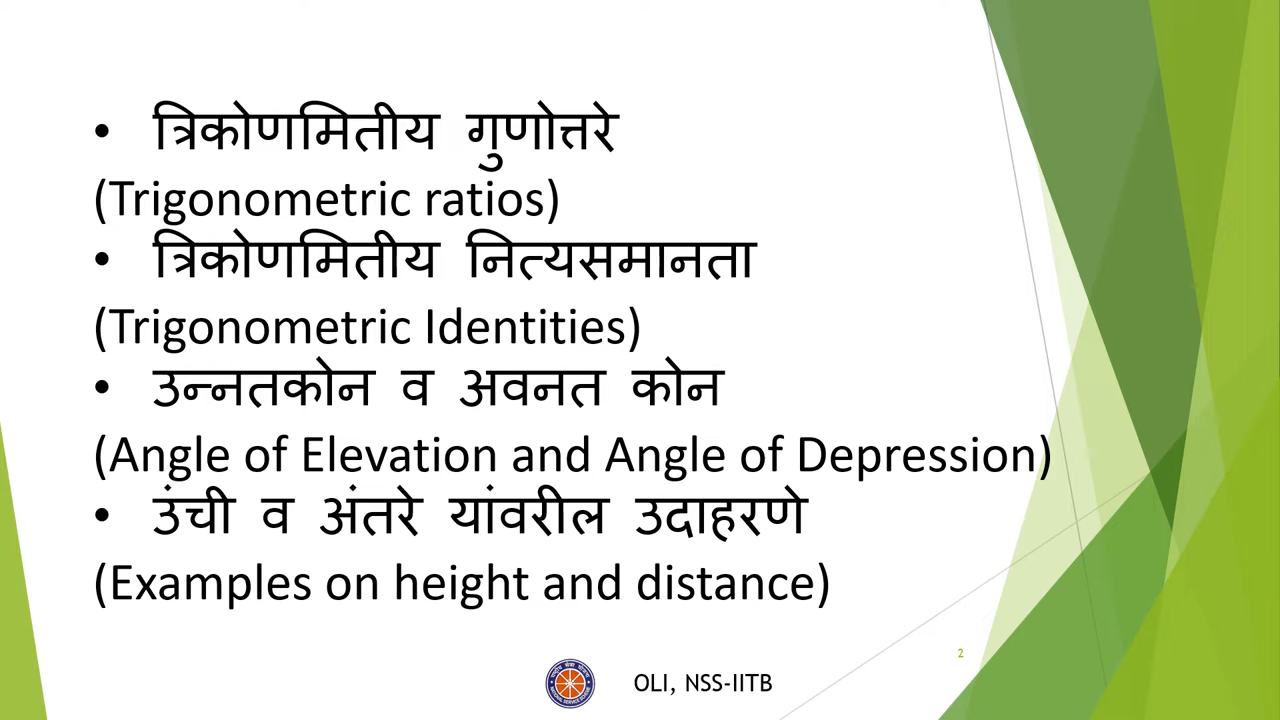 • त्रिकोणमितीय गुणोत्तरे
(Trigonometric ratios)
• त्रिकोणमितीय नित्यसमानता
(Trigonometric Identities)
• उन्नतकोन व अवनत कोन
(Angle of Elevation and Angle of Depression)
• उंची व अंतरे यांवरील उदाहरणे
(Examples on height and distance)
2
OLI, NSS-IITB